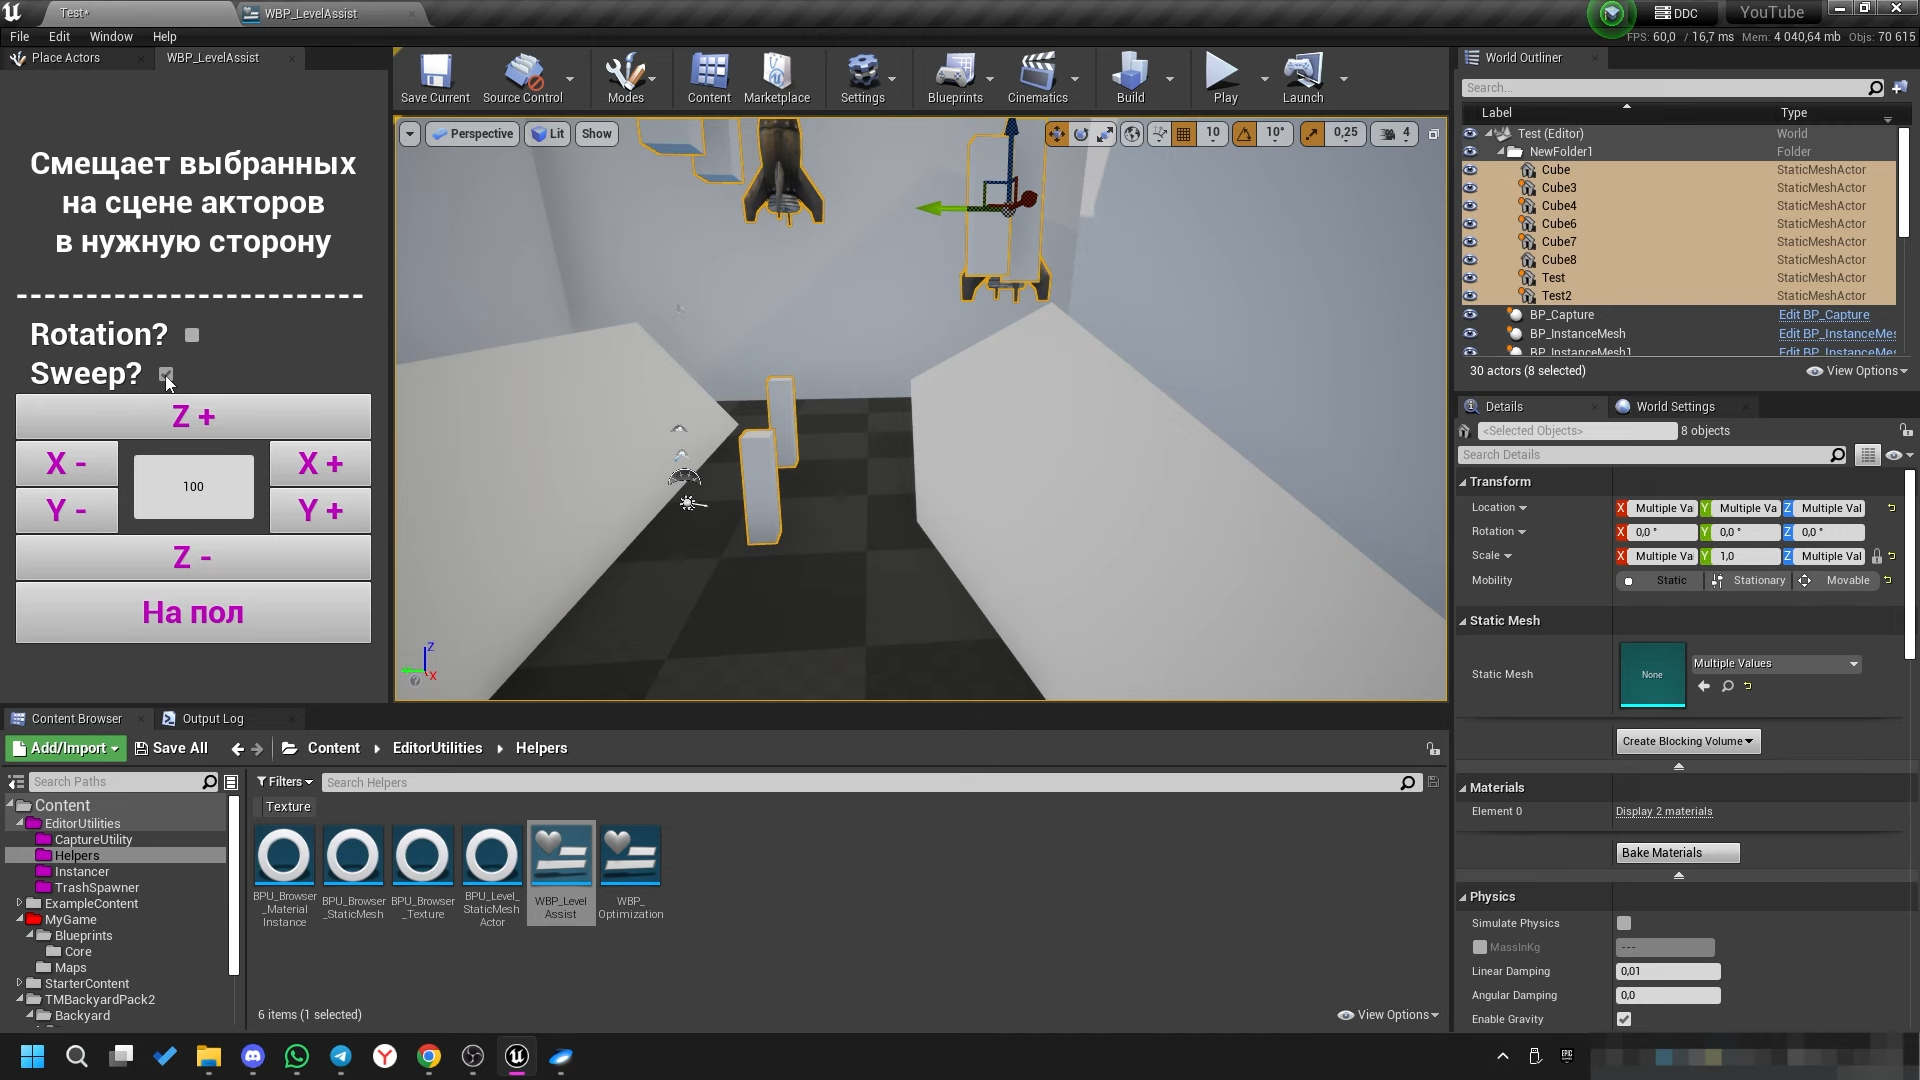 Test*
WBP_LevelAssist
DDC
YouTube
File Edit Window Help
FPS: 60,0 / 16,7 ms Mem: 4 040,64 mb Objs: 70 615
Place Actors
WBP_LevelAssist
Смещает выбранных
на сцене акторов
в нужную сторону
Rotation?
Sweep?
Z +
X -
X +
100
Y -
Y +
Z -
На пол
Save Current
Source Control
Modes
Content
Marketplace
Settings
Blueprints
Cinematics
Build
Play
Launch
Perspective
Lit
Show
10
10°
0,25
4
Z
X
World Outliner
Search...
Label
Type
Test (Editor) World
NewFolder1 Folder
Cube StaticMeshActor
Cube3 StaticMeshActor
Cube4 StaticMeshActor
Cube6 StaticMeshActor
Cube7 StaticMeshActor
Cube8 StaticMeshActor
Test StaticMeshActor
Test2 StaticMeshActor
BP_Capture Edit BP_Capture
BP_InstanceMesh Edit BP_InstanceMes
BP_InstanceMesh1 Edit BP_InstanceMes
30 actors (8 selected)
View Options
Details
World Settings
<Selected Objects>
8 objects
Search Details
Transform
Location X Multiple Val Y Multiple Va Z Multiple Val
Rotation X 0,0 ° Y 0,0 ° Z 0,0 °
Scale X Multiple Val Y 1,0 Z Multiple Val
Mobility Static Stationary Movable
Static Mesh
Static Mesh
None
Multiple Values
Create Blocking Volume
Materials
Element 0 Display 2 materials
Bake Materials
Physics
Simulate Physics
MassInKg ---
Linear Damping 0,01
Angular Damping 0,0
Enable Gravity
Content Browser
Output Log
Add/Import
Save All
Content
EditorUtilities
Helpers
Search Paths
Filters
Search Helpers
Texture
Content
EditorUtilities
CaptureUtility
Helpers
Instancer
TrashSpawner
ExampleContent
MyGame
Blueprints
Core
Maps
StarterContent
TMBackyardPack2
Backyard
BPU_Browser
_Material
Instance
BPU_Browser
_StaticMesh
BPU_Browser
_Texture
BPU_Level_
StaticMesh
Actor
WBP_Level
Assist
WBP_
Optimization
6 items (1 selected)
View Options
EPIC